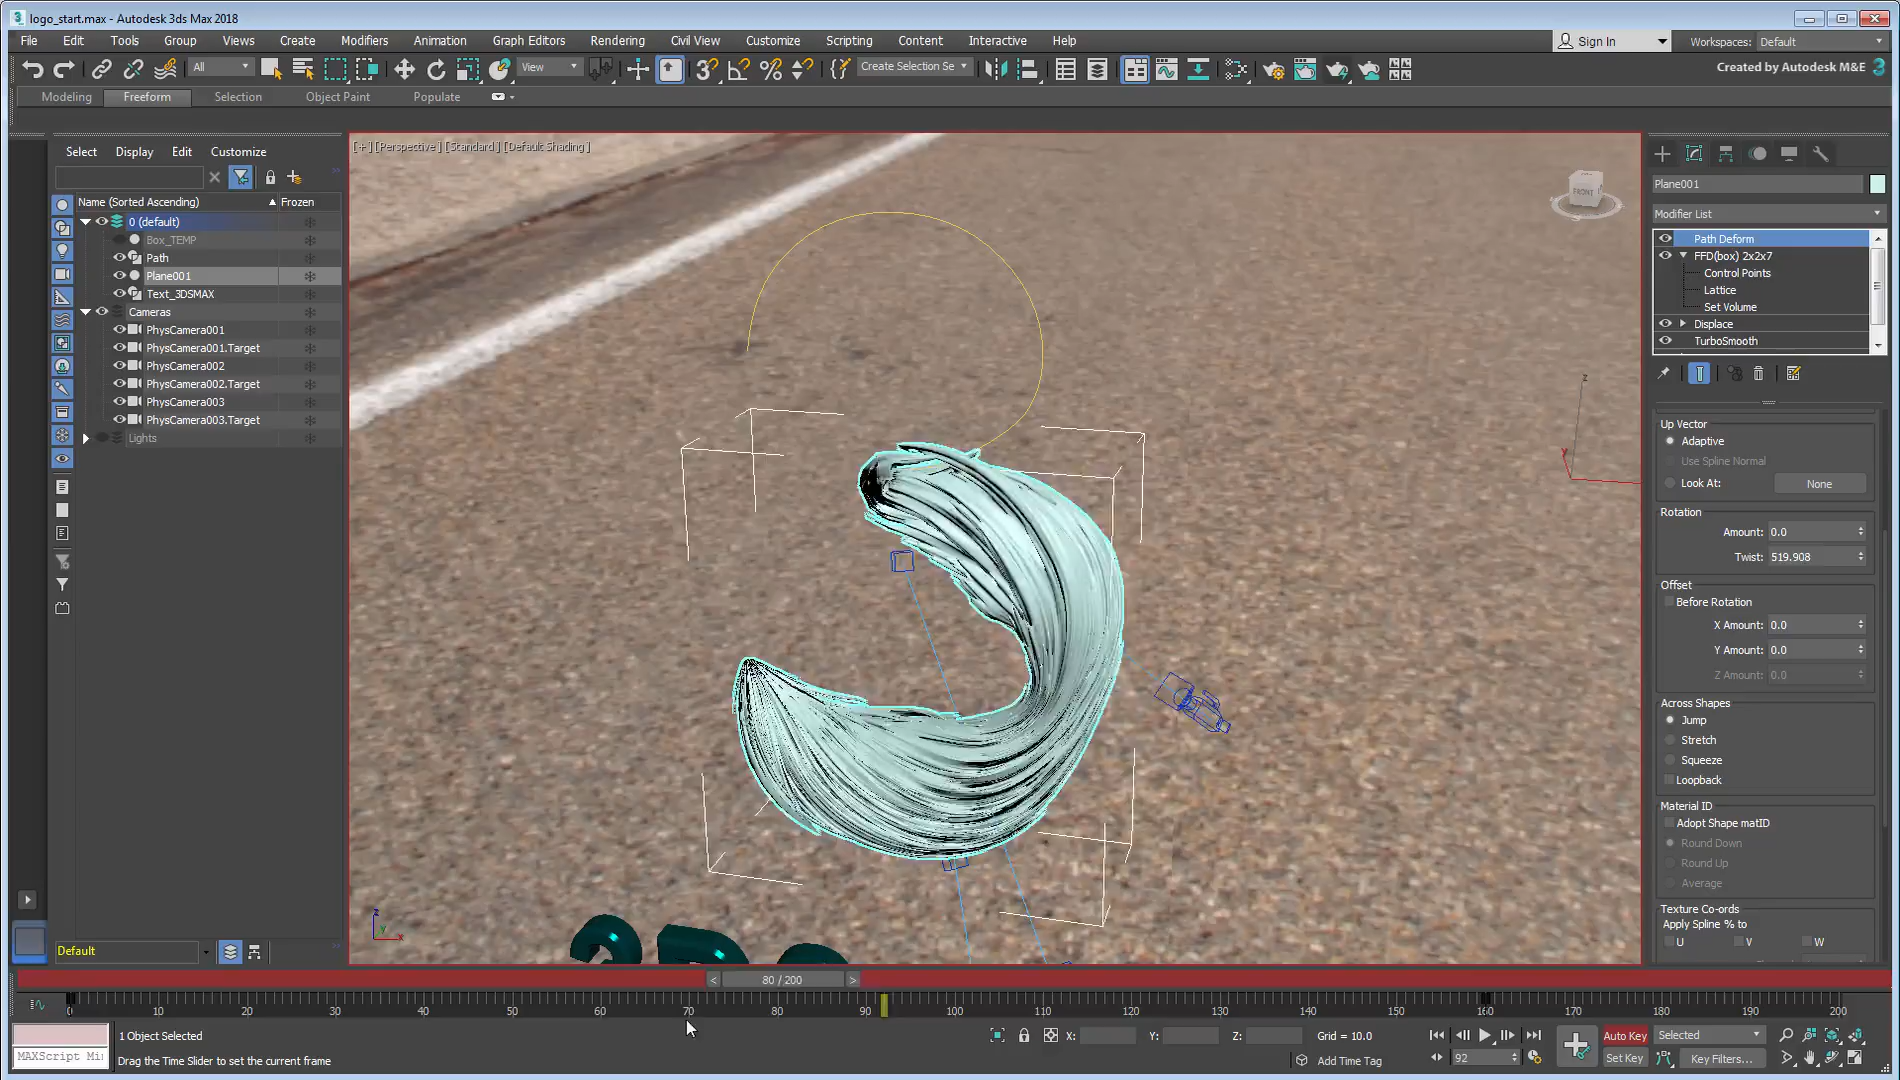 logo_start.max - Autodesk 3ds Max 2018
File Edit Tools Group Views Create Modifiers Animation Graph Editors Rendering Civil View Customize Scripting Content Interactive Help
Sign In
Workspaces: Default
All
View
Create Selection Se
Created by Autodesk M&E
Modeling Freeform Selection Object Paint Populate
Select Display Edit Customize
Name (Sorted Ascending) Frozen
0 (default)
Box_TEMP
Path
Plane001
Text_3DSMAX
Cameras
PhysCamera001
PhysCamera001.Target
PhysCamera002
PhysCamera002.Target
PhysCamera003
PhysCamera003.Target
Lights
Default
[+] [Perspective] [Standard] [Default Shading]
FRONT
z
y
z
y
x
Plane001
Modifier List
Path Deform
FFD(box) 2x2x7
Control Points
Lattice
Set Volume
Displace
TurboSmooth
Up Vector
Adaptive
Use Spline Normal
Look At: None
Rotation
Amount: 0.0
Twist: 519.908
Offset
Before Rotation
X Amount: 0.0
Y Amount: 0.0
Z Amount: 0.0
Across Shapes
Jump
Stretch
Squeeze
Loopback
Material ID
Adopt Shape matID
Round Down
Round Up
Average
Texture Co-ords
Apply Spline % to
U V W
< 80 / 200 >
0 10 20 30 40 50 60 70 80 90 100 110 120 130 140 150 160 170 180 190 200
1 Object Selected
X: Y: Z:
Grid = 10.0
Auto Key
Selected
MAXScript Mi
Drag the Time Slider to set the current frame
Add Time Tag
92
Set Key
Key Filters...